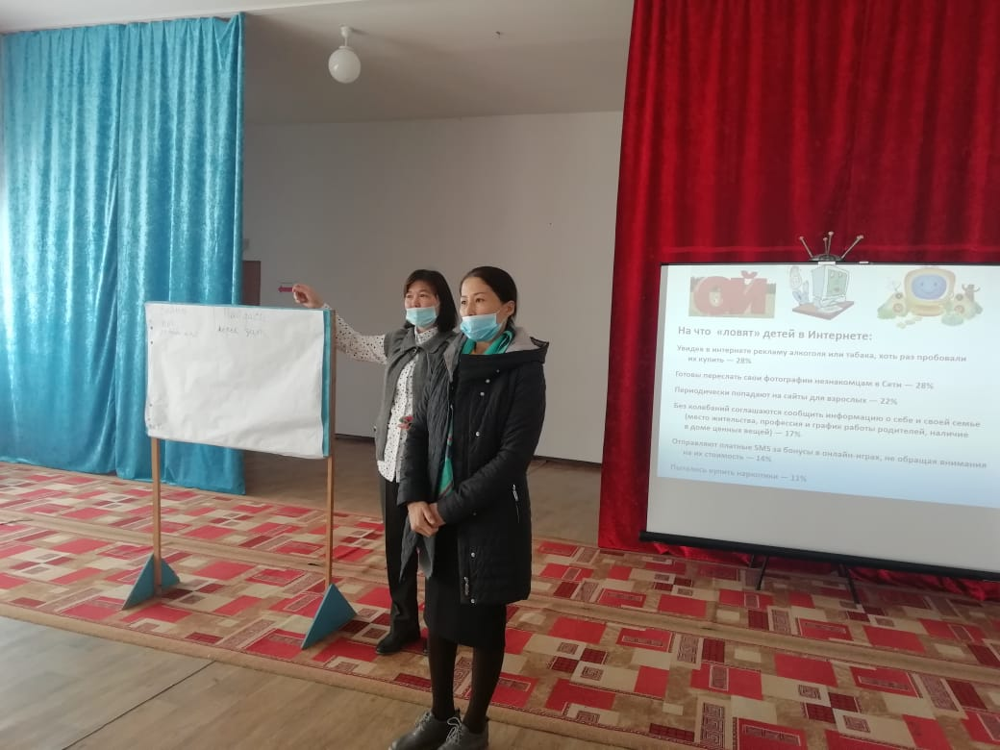 ОЙ
На что «ловят» детей в Интернете:
Увидев в интернете рекламу алкоголя или табака, хоть раз пробовали
их купить — 28%
Готовы переслать свои фотографии незнакомцам в Сети — 28%
Периодически попадают на сайты для взрослых — 22%
Без колебаний соглашаются сообщить информацию о себе и своей семье
(место жительства, профессия и график работы родителей, наличие
в доме ценных вещей) — 17%
Отправляют платные SMS за бонусы в онлайн-играх, не обращая внимания
на их стоимость — 14%
Пытались купить наркотики — 11%